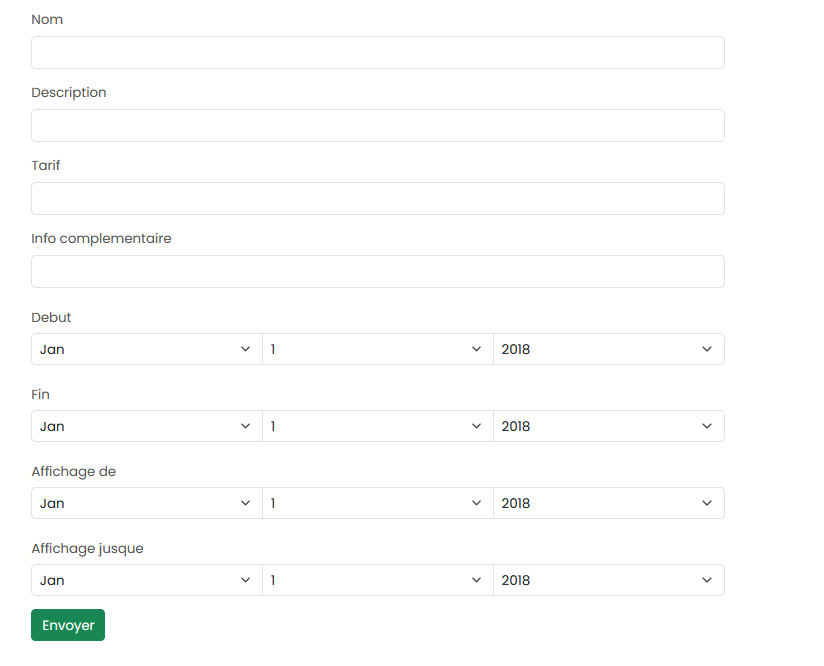 Nom
Description
Tarif
Info complementaire
Debut
Jan 1 2018
Fin
Jan 1 2018
Affichage de
Jan 1 2018
Affichage jusque
Jan 1 2018
Envoyer